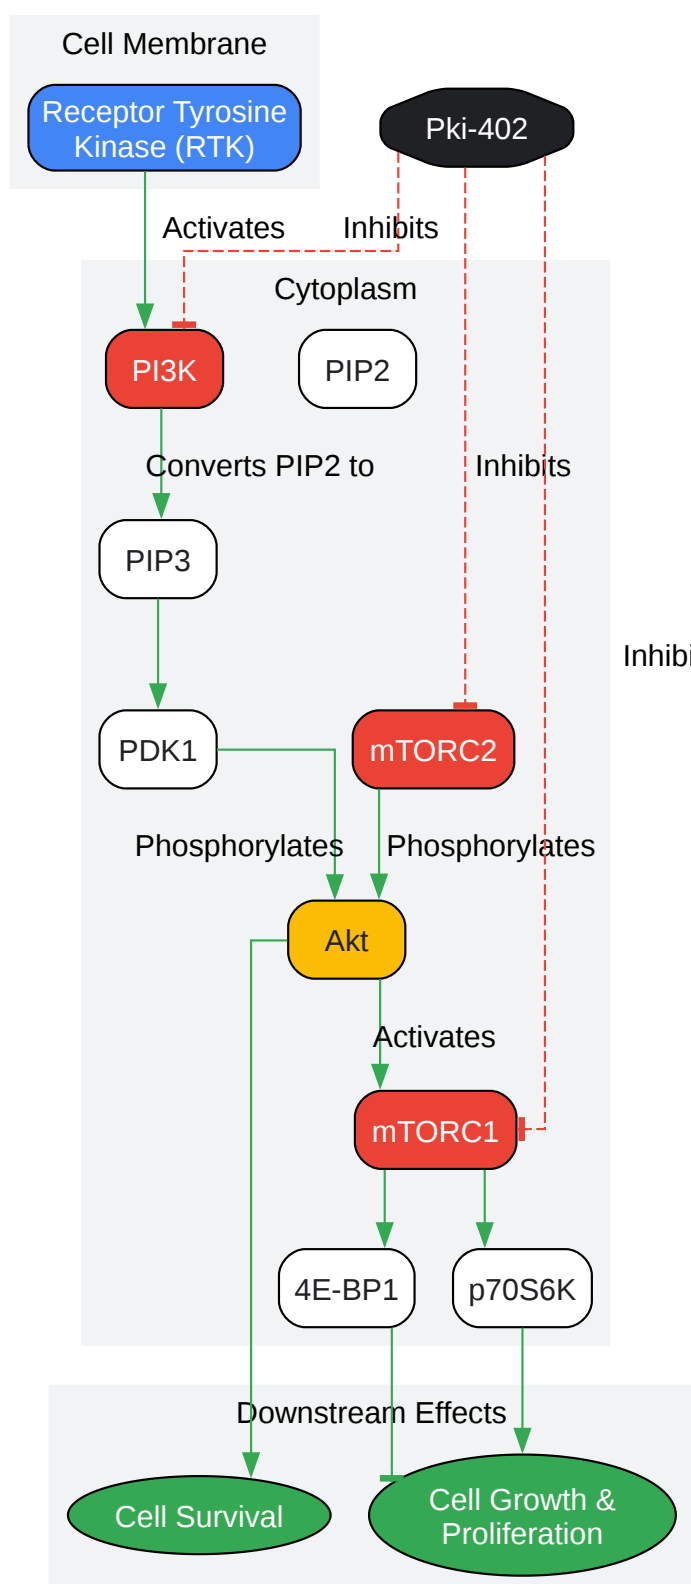 Cell Membrane
Receptor Tyrosine
Kinase (RTK)
Pki-402
Activates
Inhibits
Cytoplasm
PI3K
PIP2
Converts PIP2 to
Inhibits
PIP3
Inhibi
PDK1
mTORC2
Phosphorylates
Phosphorylates
Akt
Activates
mTORC1
4E-BP1
p70S6K
Downstream Effects
Cell Survival
Cell Growth &
Proliferation